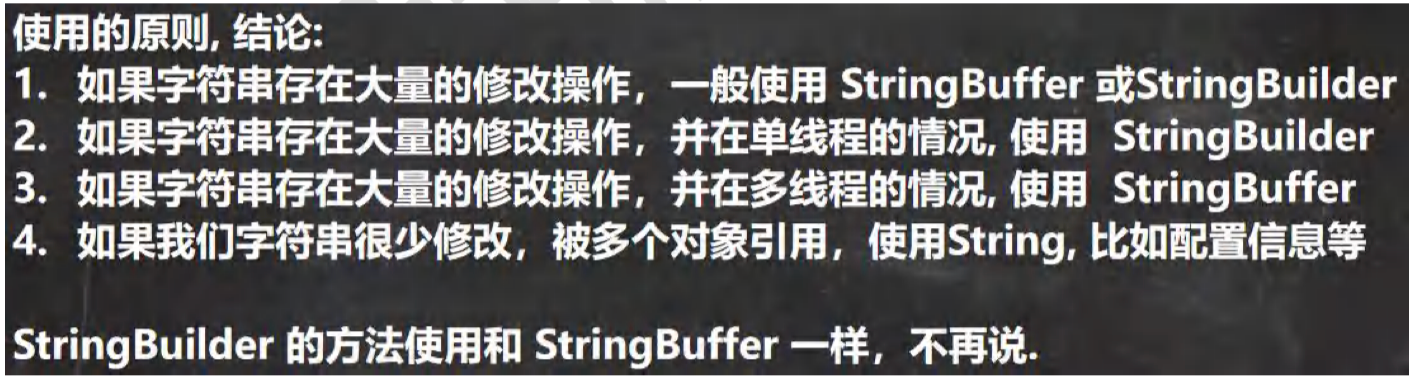 使用的原则, 结论:
1. 如果字符串存在大量的修改操作，一般使用 StringBuffer 或StringBuilder
2. 如果字符串存在大量的修改操作，并在单线程的情况, 使用 StringBuilder
3. 如果字符串存在大量的修改操作，并在多线程的情况, 使用 StringBuffer
4. 如果我们字符串很少修改，被多个对象引用，使用String, 比如配置信息等
StringBuilder 的方法使用和 StringBuffer 一样，不再说.